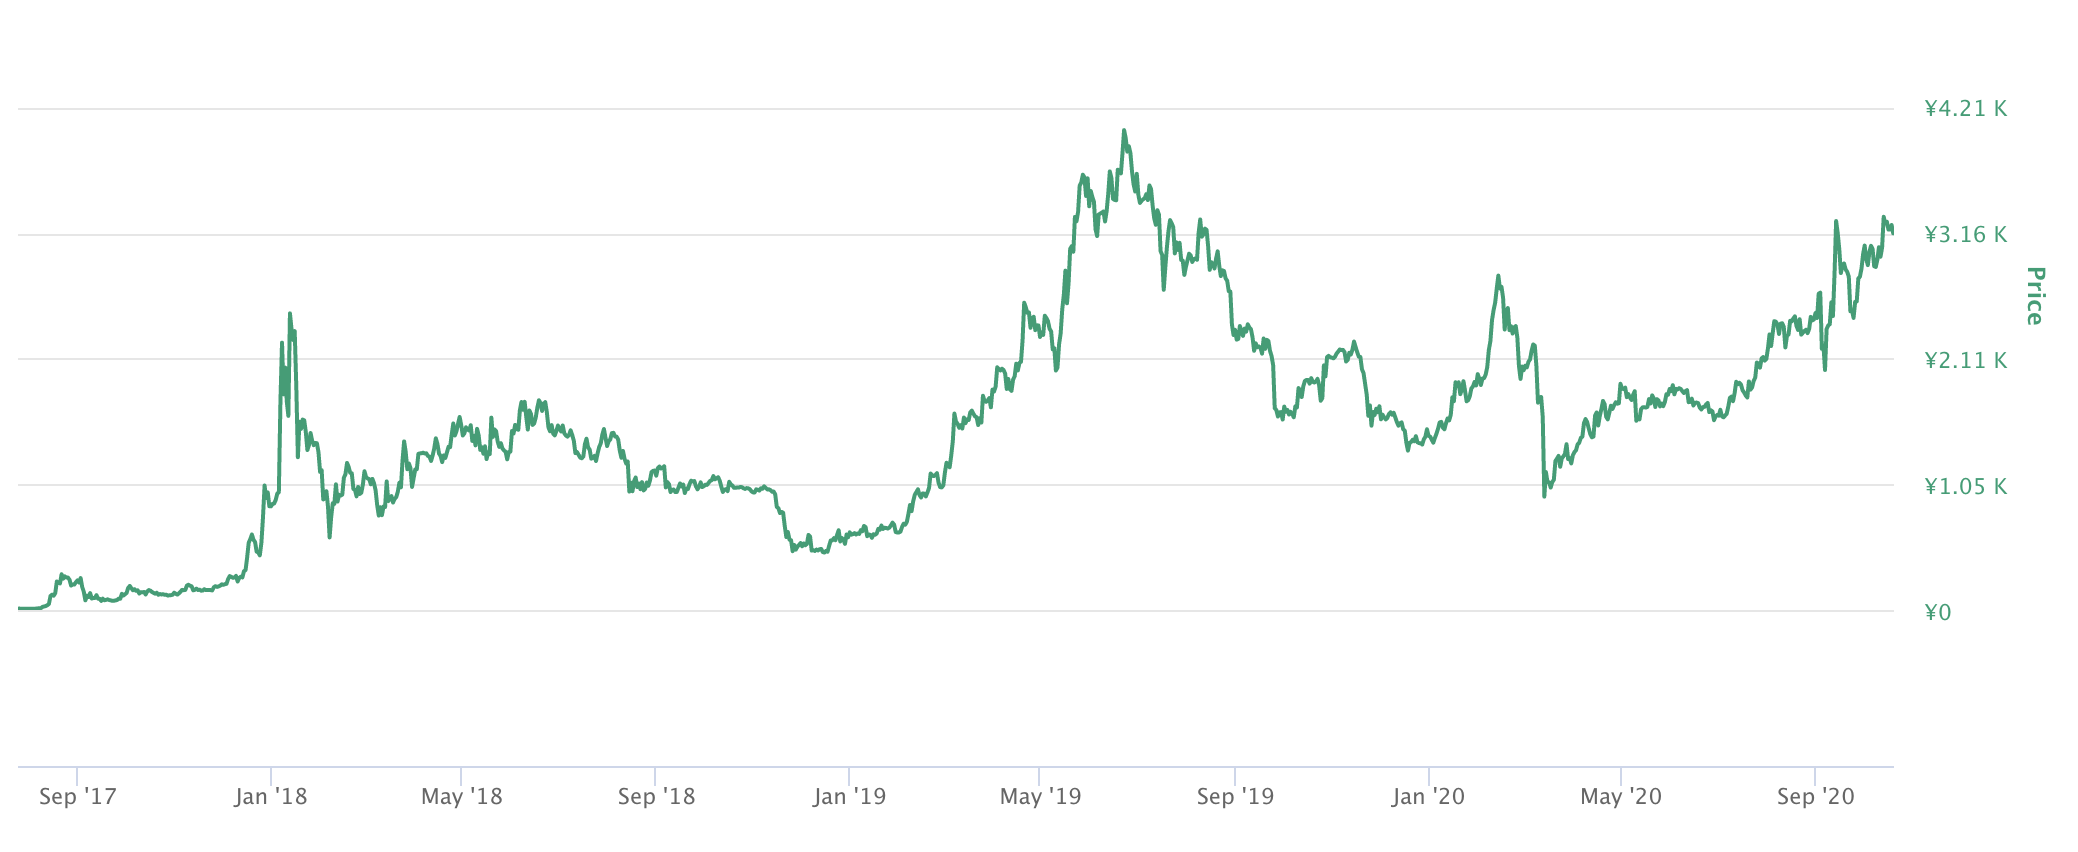 ¥4.21 K
¥3.16 K
¥2.11 K
¥1.05 K
¥0
Price
Sep '17
Jan '18
May '18
Sep '18
Jan '19
May '19
Sep '19
Jan '20
May '20
Sep '20